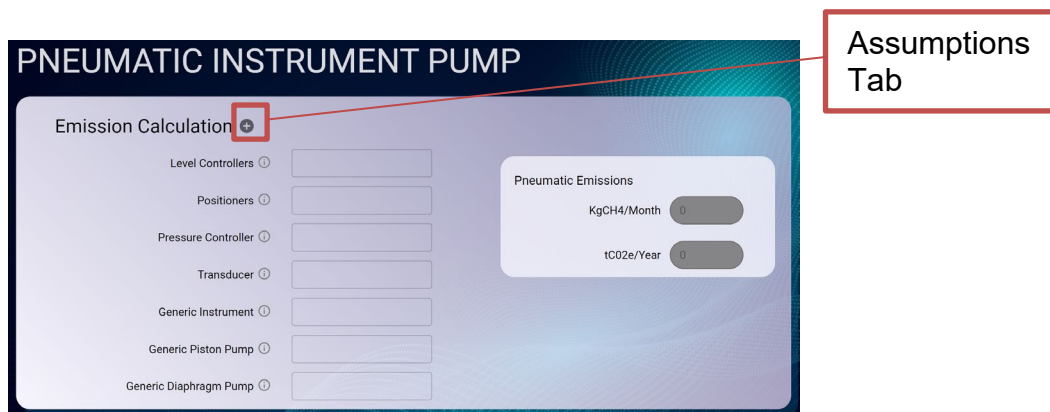 PNEUMATIC INSTRUMENT PUMP
Assumptions
Tab
Emission Calculation
Level Controllers
Positioners
Pressure Controller
Transducer
Generic Instrument
Generic Piston Pump
Generic Diaphragm Pump
Pneumatic Emissions
KgCH4/Month 0
tC02e/Year 0